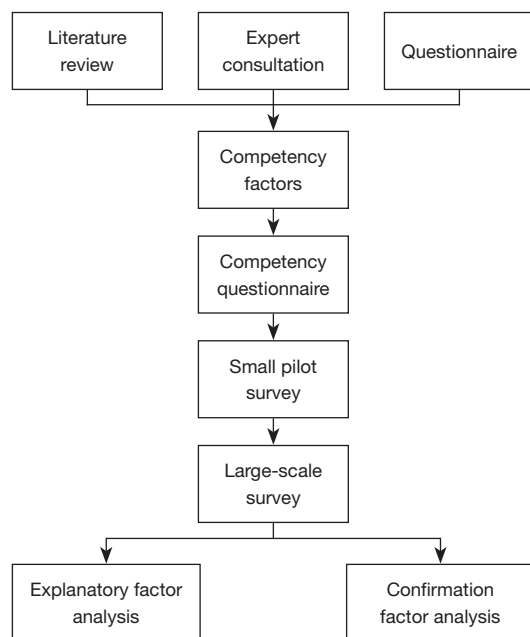 Literature
review
Expert
consultation
Questionnaire
Competency
factors
Competency
questionnaire
Small pilot
survey
Large-scale
survey
Explanatory factor
analysis
Confirmation
factor analysis